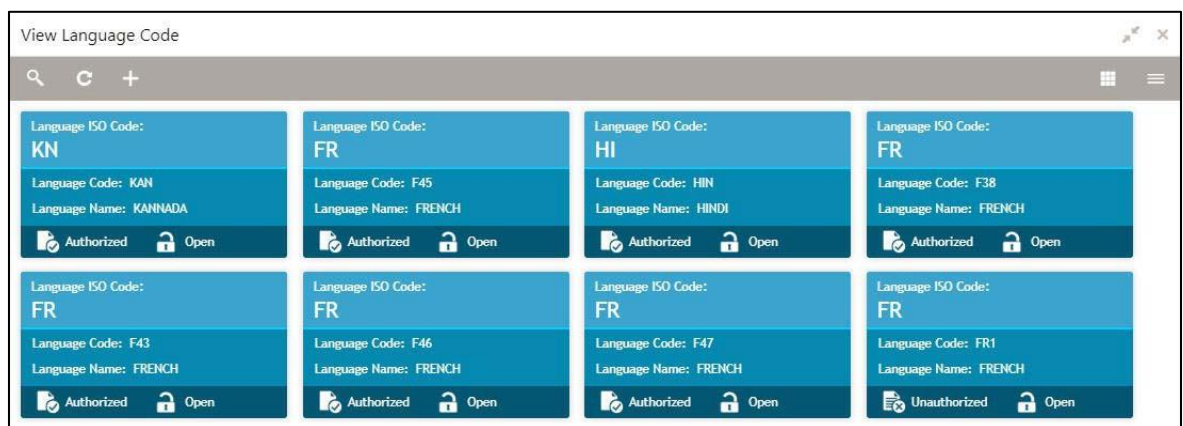 View Language Code
Language ISO Code:
KN
Language Code: KAN
Language Name: KANNADA
Authorized Open
Language ISO Code:
FR
Language Code: F45
Language Name: FRENCH
Authorized Open
Language ISO Code:
HI
Language Code: HIN
Language Name: HINDI
Authorized Open
Language ISO Code:
FR
Language Code: F38
Language Name: FRENCH
Authorized Open
Language ISO Code:
FR
Language Code: F43
Language Name: FRENCH
Authorized Open
Language ISO Code:
FR
Language Code: F46
Language Name: FRENCH
Authorized Open
Language ISO Code:
FR
Language Code: F47
Language Name: FRENCH
Authorized Open
Language ISO Code:
FR
Language Code: FR1
Language Name: FRENCH
Unauthorized Open